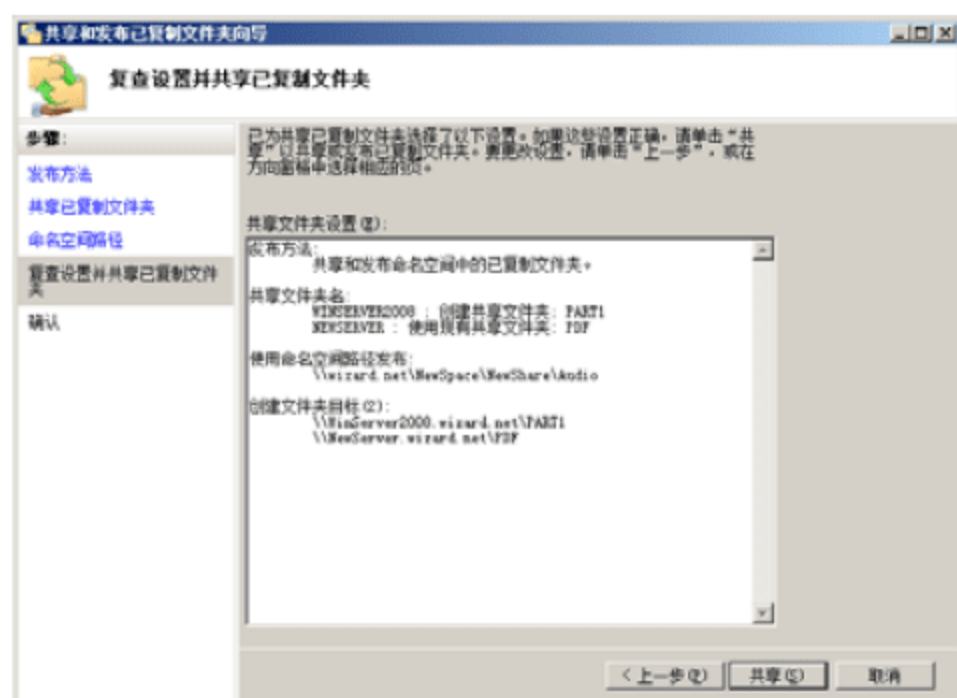 共享和发布已复制文件夹向导
复查设置并共享已复制文件夹
步骤:
发布方法
共享已复制文件夹
命名空间路径
复查设置并共享已复制文件
夹
确认
已为共享已复制文件夹选择了以下设置。如果这些设置正确，请单击“共
享”以共享或发布已复制文件夹。要更改设置，请单击“上一步”，或在
方向窗格中选择相应的页。
共享文件夹设置(E):
发布方法:
共享和发布命名空间中的已复制文件夹。
共享文件夹名:
WINSERVER2008 : 创建共享文件夹: PART1
NEWSERVER : 使用现有共享文件夹: PDF
使用命名空间路径发布:
\\wizard.net\NewSpace\NewShare\Audio
创建文件夹目标(2):
\\WinServer2008.wizard.net\PART1
\\NewServer.wizard.net\PDF
<上一步(P)
共享(S)
取消